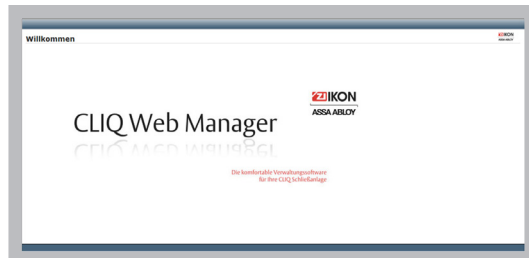 Willkommen
IKON
ASSA ABLOY
IKON
ASSA ABLOY
CLIQ Web Manager
Die komfortable Verwaltungssoftware
für Ihre CLIQ Schließanlage